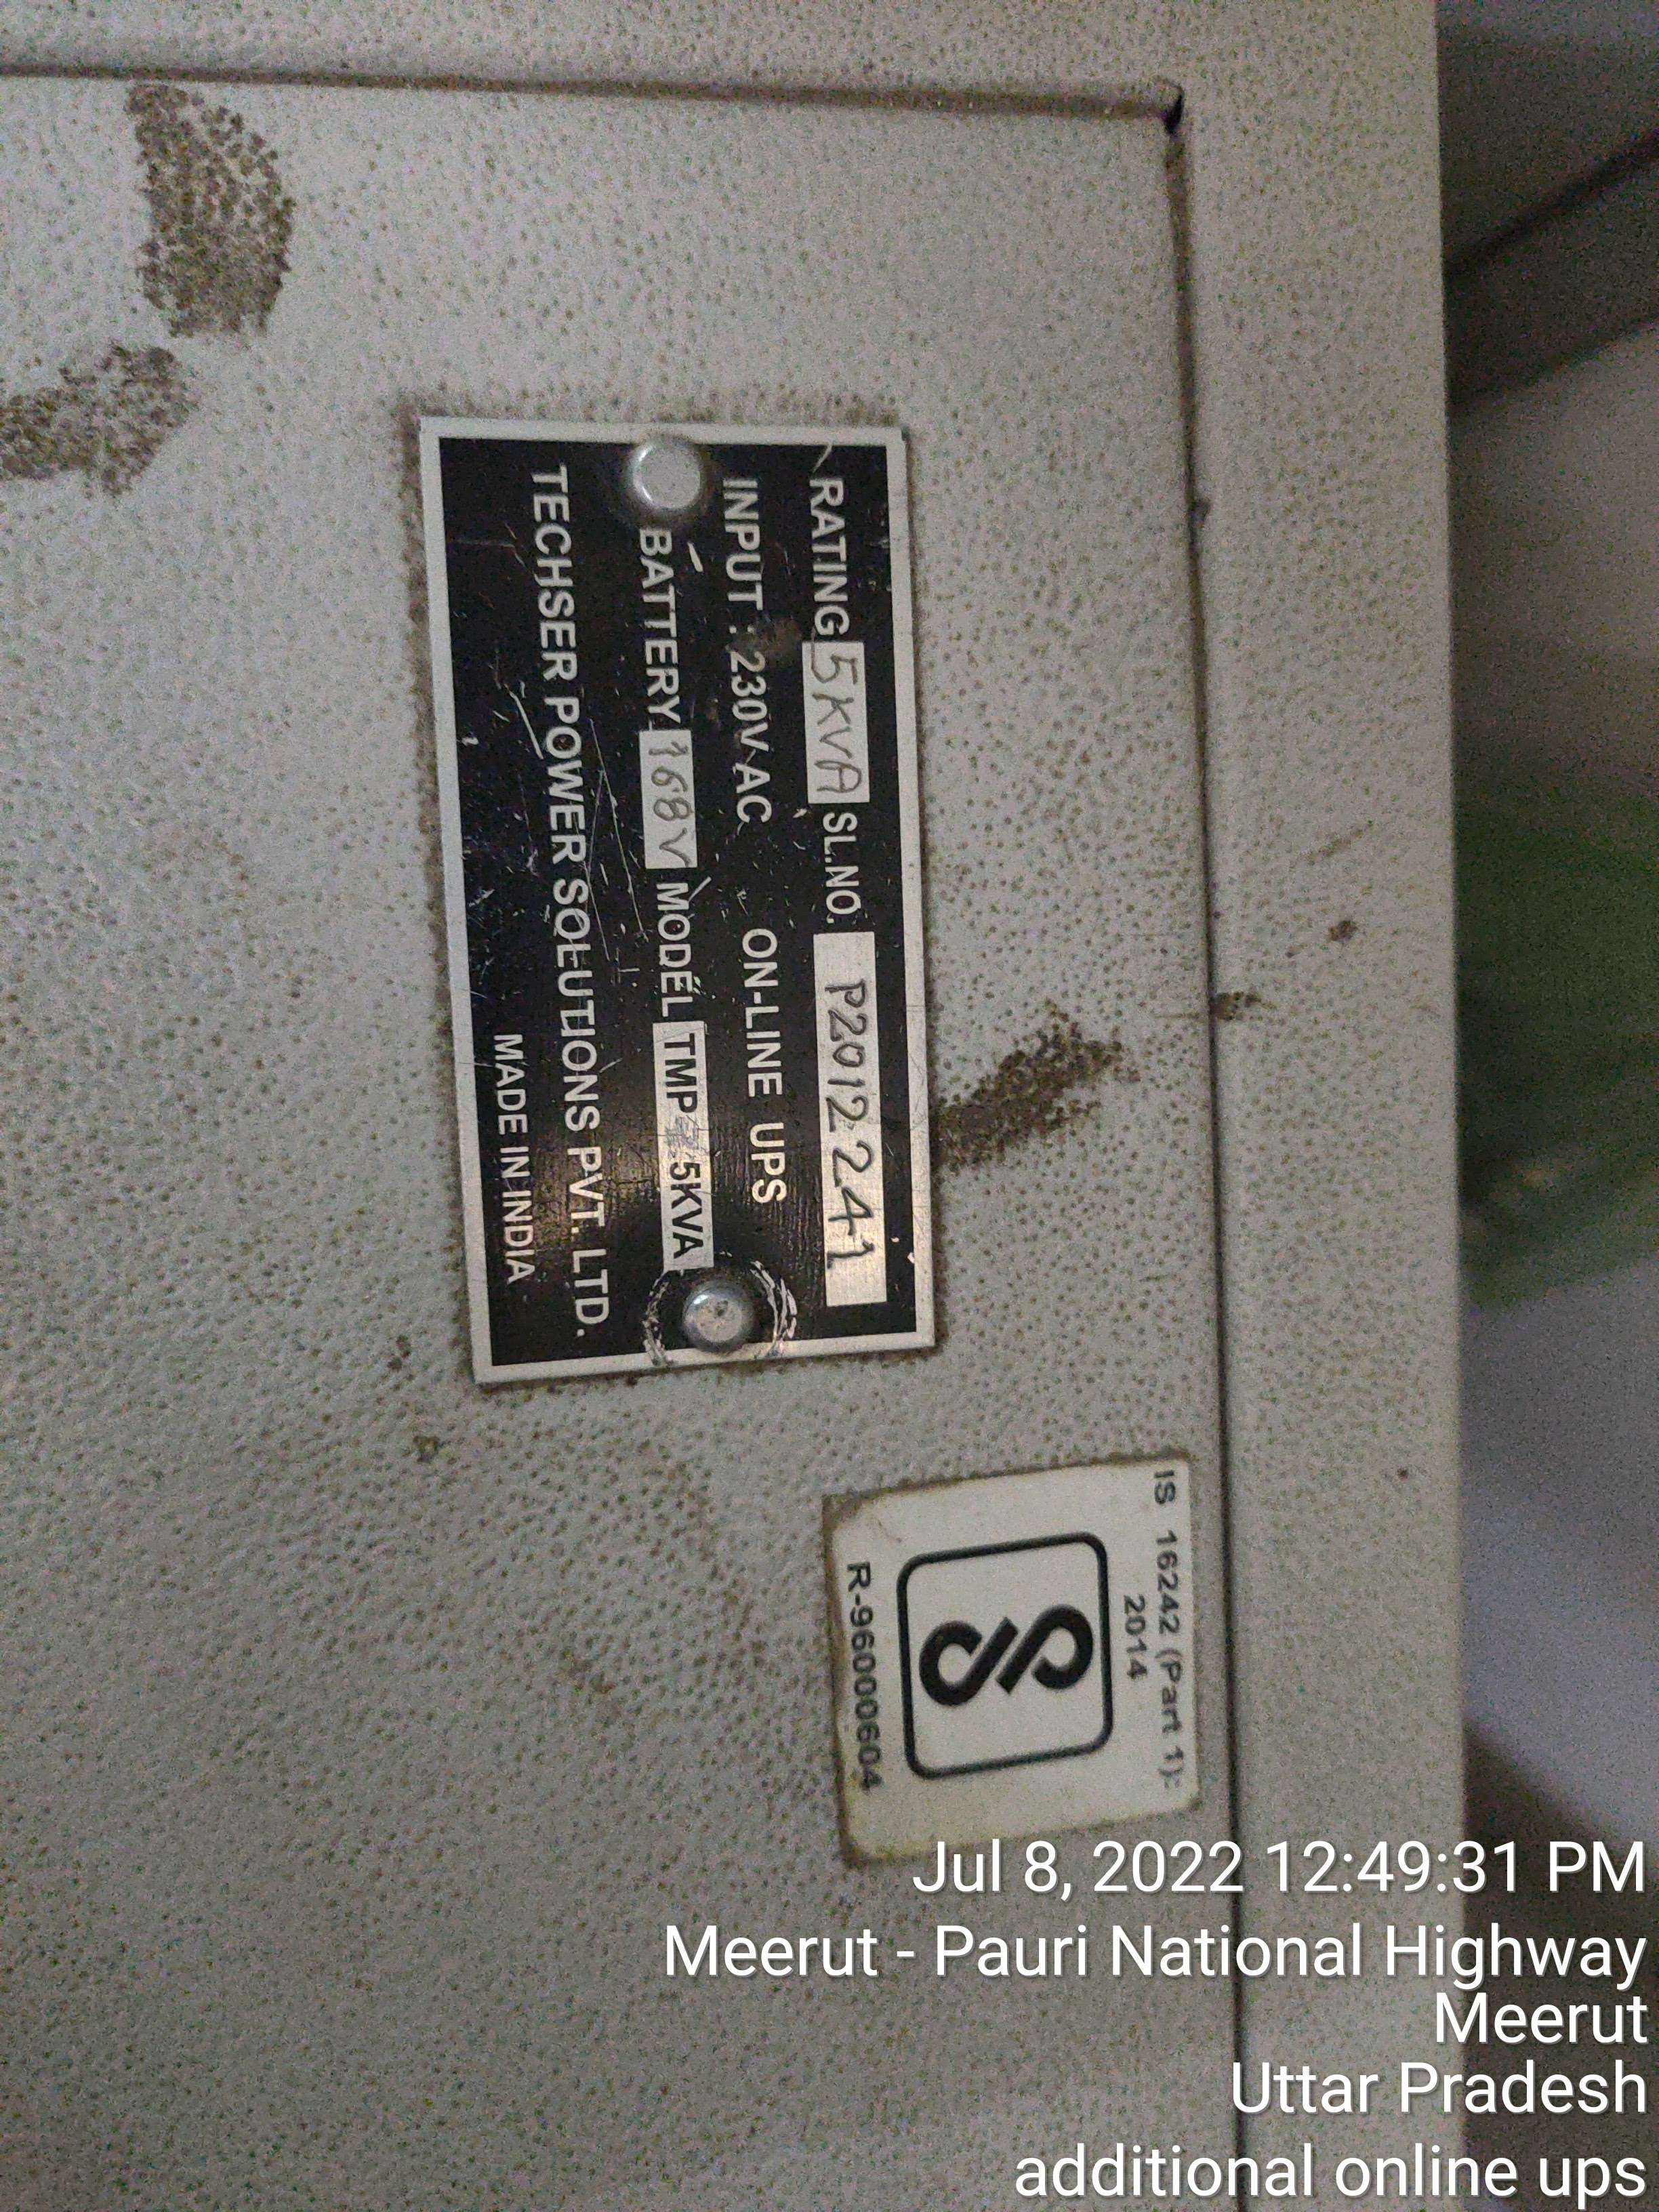 RATING 5KVA SI.NO. P2012241
INPUT : 230V AC ON-LINE UPS
BATTERY 168V MODEL TMP 5KVA
TECHSER POWER SOLUTIONS PVT. LTD.
MADE IN INDIA
IS 16242 (Part 1):
2014
R-96000604
Jul 8, 2022 12:49:31 PM
Meerut - Pauri National Highway
Meerut
Uttar Pradesh
additional online ups